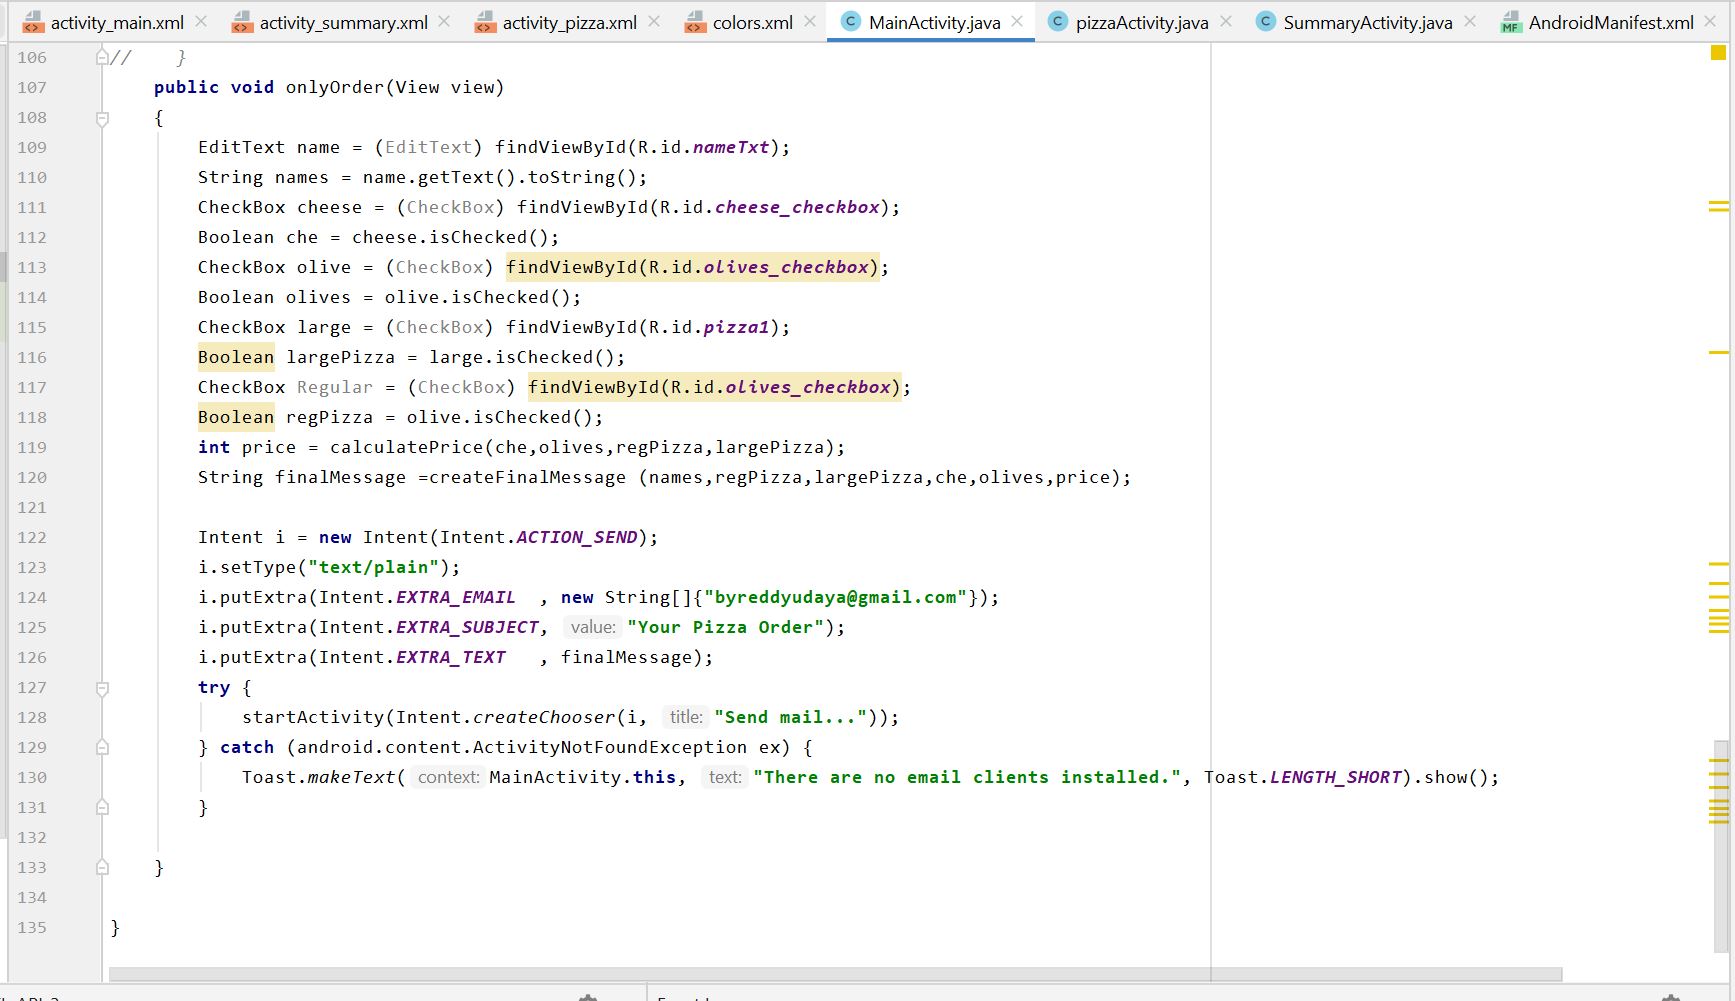 activity_main.xml activity_summary.xml activity_pizza.xml colors.xml MainActivity.java pizzaActivity.java SummaryActivity.java AndroidManifest.xml
106 // }
107 public void onlyOrder(View view)
108 {
109 EditText name = (EditText) findViewById(R.id.nameTxt);
110 String names = name.getText().toString();
111 CheckBox cheese = (CheckBox) findViewById(R.id.cheese_checkbox);
112 Boolean che = cheese.isChecked();
113 CheckBox olive = (CheckBox) findViewById(R.id.olives_checkbox);
114 Boolean olives = olive.isChecked();
115 CheckBox large = (CheckBox) findViewById(R.id.pizza1);
116 Boolean largePizza = large.isChecked();
117 CheckBox Regular = (CheckBox) findViewById(R.id.olives_checkbox);
118 Boolean regPizza = olive.isChecked();
119 int price = calculatePrice(che,olives,regPizza,largePizza);
120 String finalMessage =createFinalMessage (names,regPizza,largePizza,che,olives,price);
121
122 Intent i = new Intent(Intent.ACTION_SEND);
123 i.setType("text/plain");
124 i.putExtra(Intent.EXTRA_EMAIL , new String[]{"byreddyudaya@gmail.com"});
125 i.putExtra(Intent.EXTRA_SUBJECT, value: "Your Pizza Order");
126 i.putExtra(Intent.EXTRA_TEXT , finalMessage);
127 try {
128 startActivity(Intent.createChooser(i, title: "Send mail..."));
129 } catch (android.content.ActivityNotFoundException ex) {
130 Toast.makeText( context: MainActivity.this, text: "There are no email clients installed.", Toast.LENGTH_SHORT).show();
131 }
132
133 }
134
135 }